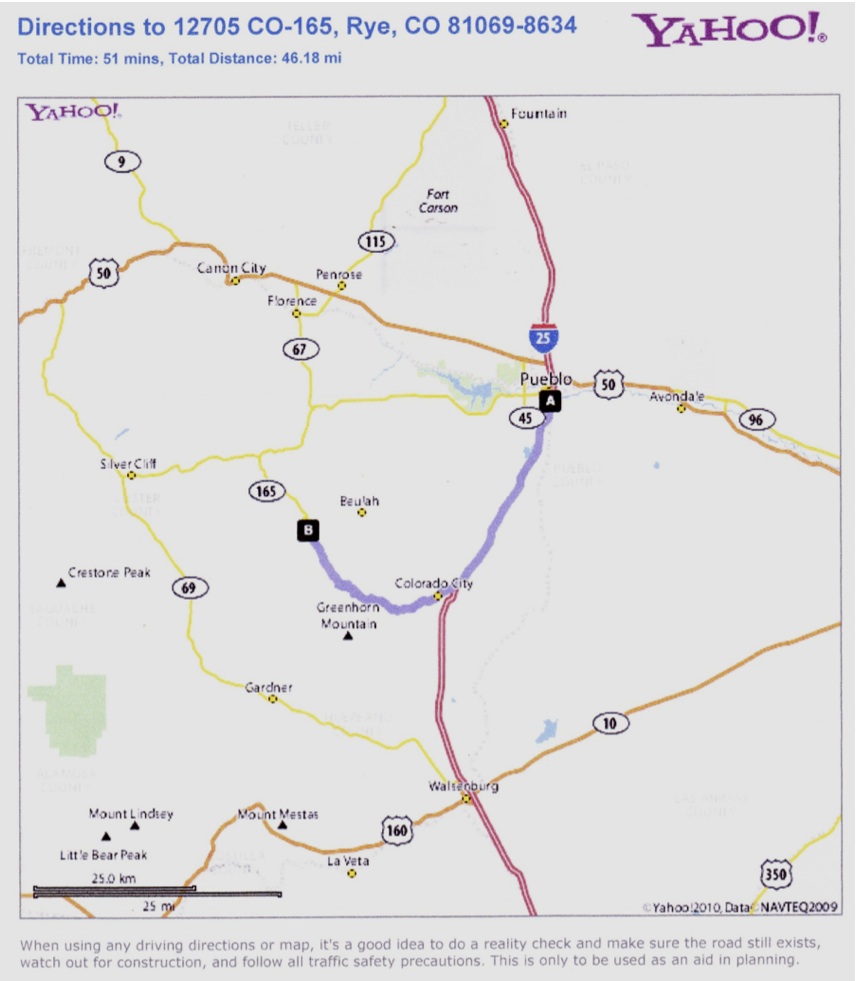 Directions to 12705 CO-165, Rye, CO 81069-8634
YAHOO!®
Total Time: 51 mins, Total Distance: 46.18 mi
YAHOO!
Fountain
TELLER
COUNTY
EL PASO
COUNTY
9
Fort
Carson
115
FREMONT
COUNTY
50
Canon City
Penrose
Florence
25
67
Pueblo
50
A
Avondale
45
96
Silver Cliff
PUEBLO
COUNTY
165
Beulah
CUSTER
COUNTY
B
Crestone Peak
69
Colorado City
Greenhorn
Mountain
SAGUACHE
COUNTY
Gardner
HUERFANO
COUNTY
10
ALAMOSA
COUNTY
Walsenburg
LAS ANIMAS
COUNTY
Mount Lindsey
Mount Mestas
160
Little Bear Peak
La Veta
350
25.0 km
25 mi
©Yahoo!2010, Data©NAVTEQ2009
When using any driving directions or map, it's a good idea to do a reality check and make sure the road still exists,
watch out for construction, and follow all traffic safety precautions. This is only to be used as an aid in planning.